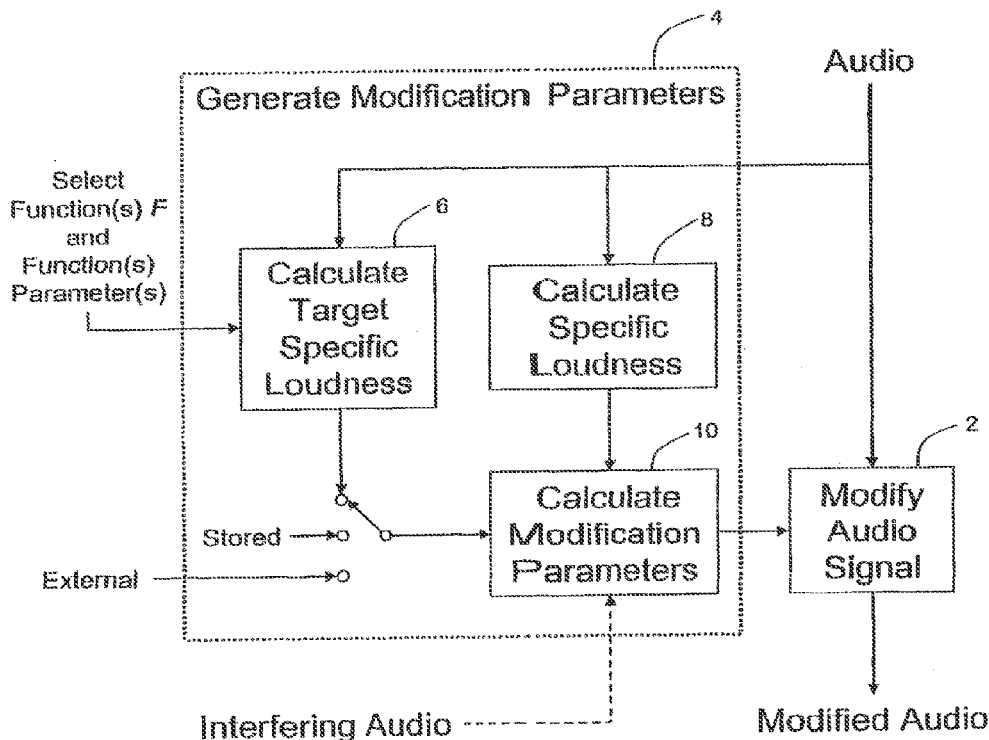 4
Audio
Generate Modification Parameters
Select
Function(s) F
and
Function(s)
Parameter(s)
6
Calculate
Target
Specific
Loudness
8
Calculate
Specific
Loudness
10
Calculate
Modification
Parameters
2
Modify
Audio
Signal
Stored
External
Interfering Audio
Modified Audio